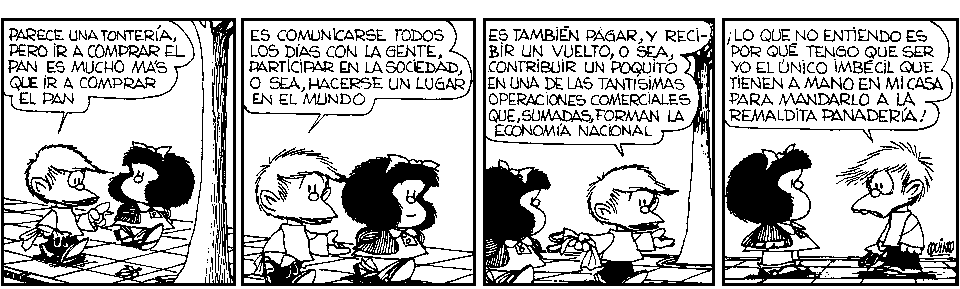 PARECE UNA TONTERÍA,
PERO IR A COMPRAR EL
PAN ES MUCHO MÁS
QUE IR A COMPRAR
EL PAN
ES COMUNICARSE TODOS
LOS DÍAS CON LA GENTE,
PARTICIPAR EN LA SOCIEDAD,
O SEA, HACERSE UN LUGAR
EN EL MUNDO
ES TAMBIÉN PAGAR, Y RECI-
BIR UN VUELTO, O SEA,
CONTRIBUIR UN POQUITO
EN UNA DE LAS TANTÍSIMAS
OPERACIONES COMERCIALES
QUE, SUMADAS, FORMAN LA
ECONOMÍA NACIONAL
¡LO QUE NO ENTIENDO ES
POR QUÉ TENGO QUE SER
YO EL ÚNICO IMBÉCIL QUE
TIENEN A MANO EN MI CASA
PARA MANDARLO A LA
REMALDITA PANADERÍA!
QUINO